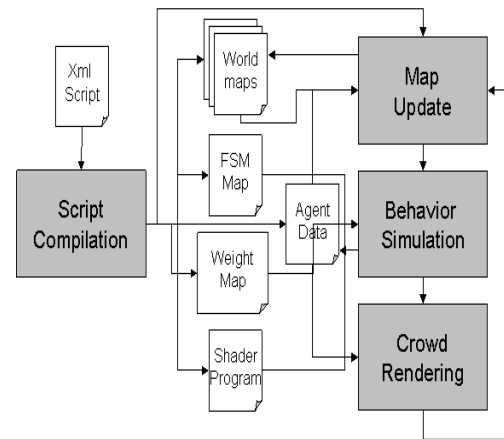 Xml
Script
World
maps
Map
Update
FSM
Map
Script
Compilation
Agent
Data
Behavior
Simulation
Weight
Map
Shader
Program
Crowd
Rendering